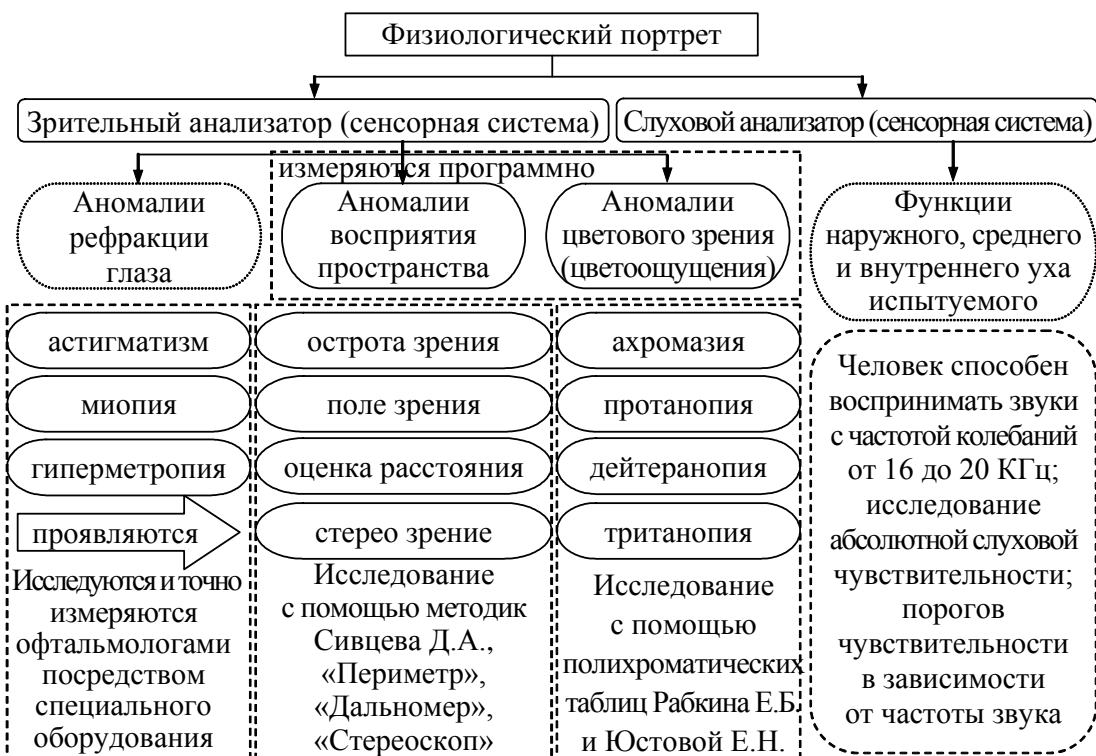 Физиологический портрет
Зрительный анализатор (сенсорная система)
Слуховой анализатор (сенсорная система)
измеряются программно
Аномалии
рефракции
глаза
Аномалии
восприятия
пространства
Аномалии
цветового зрения
(цветоощущения)
Функции
наружного, среднего
и внутреннего уха
испытуемого
астигматизм
миопия
гиперметропия
проявляются
Исследуются и точно
измеряются
офтальмологами
посредством
специального
оборудования
острота зрения
поле зрения
оценка расстояния
стерео зрение
Исследование
с помощью методик
Сивцева Д.А.,
«Периметр»,
«Дальномер»,
«Стереоскоп»
ахромазия
протанопия
дейтеранопия
тританопия
Исследование
с помощью
полихроматических
таблиц Рабкина Е.Б.
и Юстовой Е.Н.
Человек способен
воспринимать звуки
с частотой колебаний
от 16 до 20 КГц;
исследование
абсолютной слуховой
чувствительности;
порогов
чувствительности
в зависимости
от частоты звука